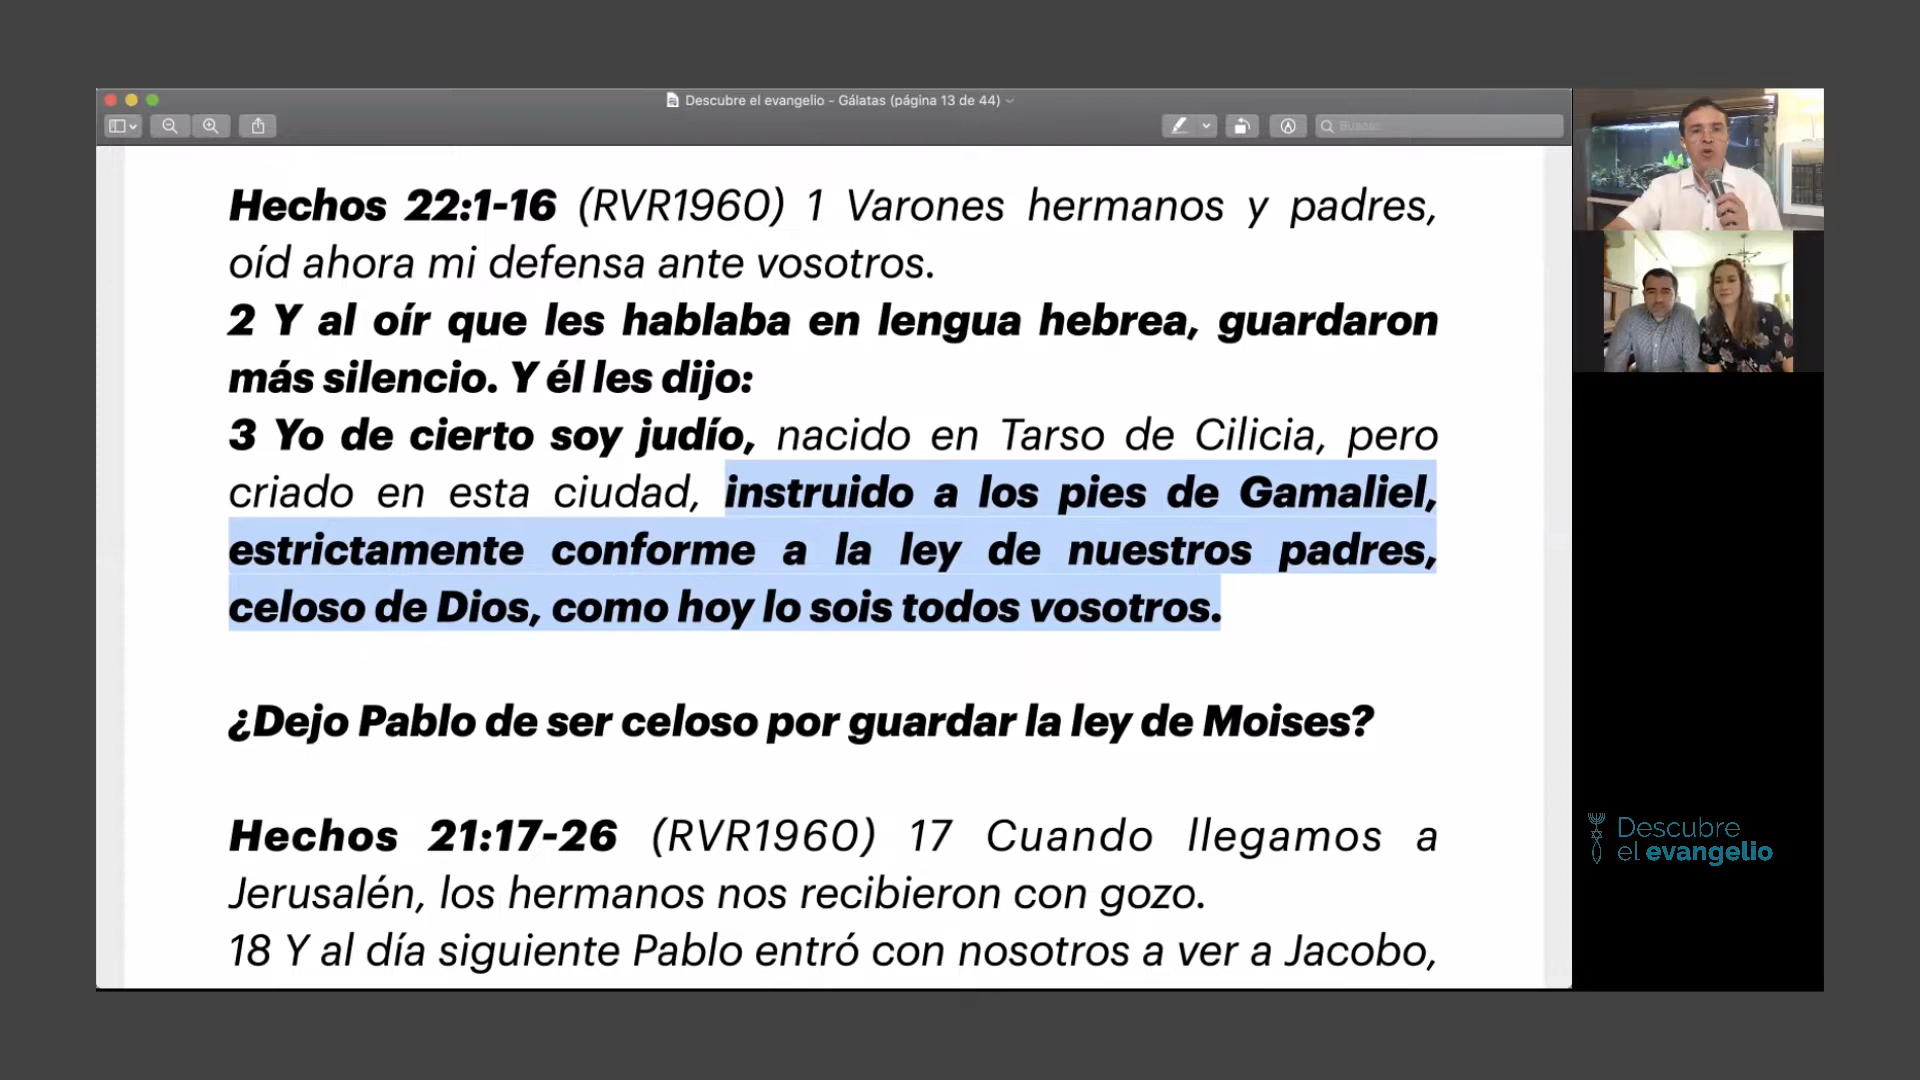 Descubre el evangelio - Gálatas (página 13 de 44)
Buscar
Hechos 22:1-16 (RVR1960) 1 Varones hermanos y padres,
oíd ahora mi defensa ante vosotros.
2 Y al oír que les hablaba en lengua hebrea, guardaron
más silencio. Y él les dijo:
3 Yo de cierto soy judío, nacido en Tarso de Cilicia, pero
criado en esta ciudad, instruido a los pies de Gamaliel,
estrictamente conforme a la ley de nuestros padres,
celoso de Dios, como hoy lo sois todos vosotros.
¿Dejo Pablo de ser celoso por guardar la ley de Moises?
Hechos 21:17-26 (RVR1960) 17 Cuando llegamos a
Jerusalén, los hermanos nos recibieron con gozo.
18 Y al día siguiente Pablo entró con nosotros a ver a Jacobo,
Descubre
el evangelio